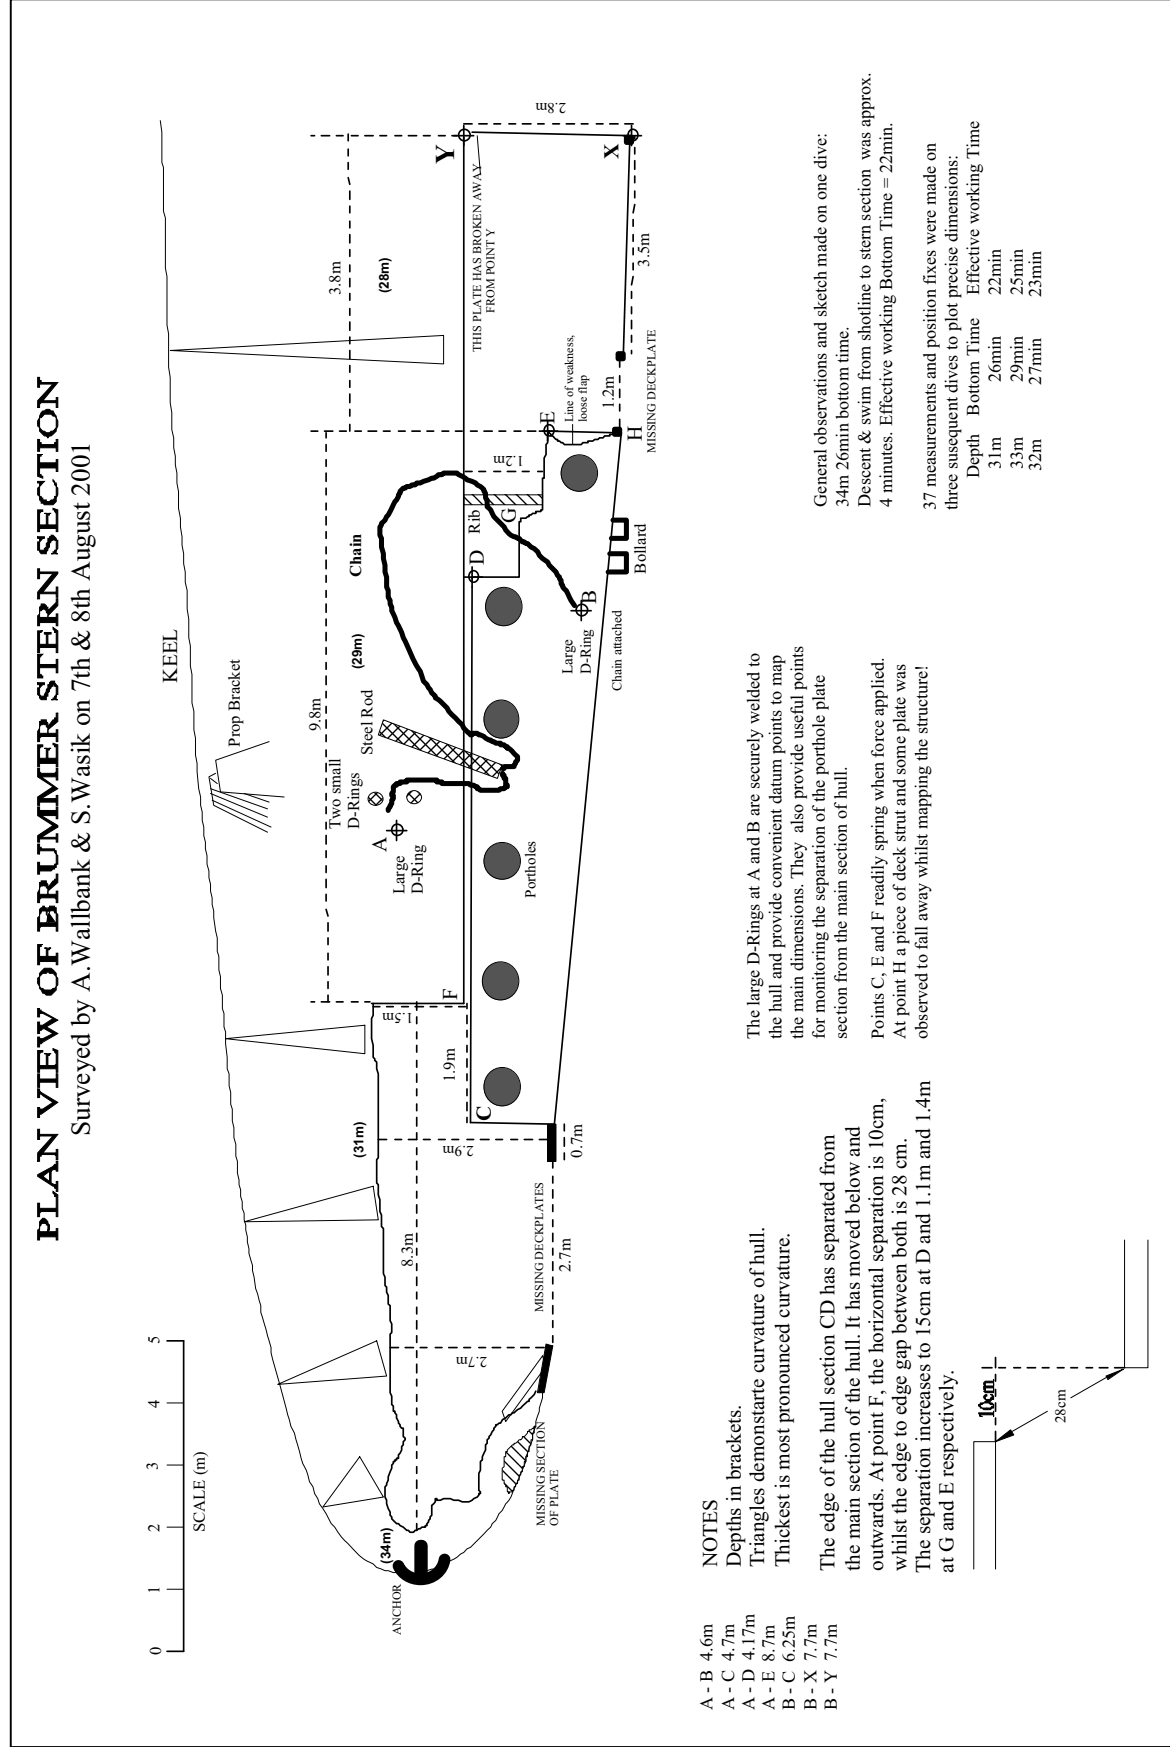 PLAN VIEW OF BRUMMER STERN SECTION
Surveyed by A.Wallbank & S.Wasik on 7th & 8th August 2001
0 1 2 3 4 5
SCALE (m)
KEEL
Prop Bracket
3.8m
(28m)
9.8m
Two small
D-Rings
Steel Rod
(29m)
Chain
A
Large
D-Ring
Y
2.8m
THIS PLATE HAS BROKEN AWAY
FROM POINT Y
X
3.5m
1.2m
Rib
G
D
E
Line of weakness,
loose flap
1.2m
H
MISSING DECKPLATE
Bollard
Large
D-Ring
B
Chain attached
Portholes
F
1.5m
1.9m
C
(31m)
2.9m
0.7m
8.3m
MISSING DECKPLATES
2.7m
2.7m
(34m)
ANCHOR
MISSING SECTION
OF PLATE
A - B 4.6m
A - C 4.7m
A - D 4.17m
A - E 8.7m
B - C 6.25m
B - X 7.7m
B - Y 7.7m
NOTES
Depths in brackets.
Triangles demonstarte curvature of hull.
Thickest is most pronounced curvature.
The edge of the hull section CD has separated from
the main section of the hull. It has moved below and
outwards. At point F, the horizontal separation is 10cm,
whilst the edge to edge gap between both is 28 cm.
The separation increases to 15cm at D and 1.1m and 1.4m
at G and E respectively.
10cm
28cm
The large D-Rings at A and B are securely welded to
the hull and provide convenient datum points to map
the main dimensions. They also provide useful points
for monitoring the separation of the porthole plate
section from the main section of hull.
Points C, E and F readily spring when force applied.
At point H a piece of deck strut and some plate was
observed to fall away whilst mapping the structure!
General observations and sketch made on one dive:
34m 26min bottom time.
Descent & swim from shotline to stern section was approx.
4 minutes. Effective working Bottom Time = 22min.
37 measurements and position fixes were made on
three susequent dives to plot precise dimensions:
Depth Bottom Time Effective working Time
31m 26min 22min
33m 29min 25min
32m 27min 23min